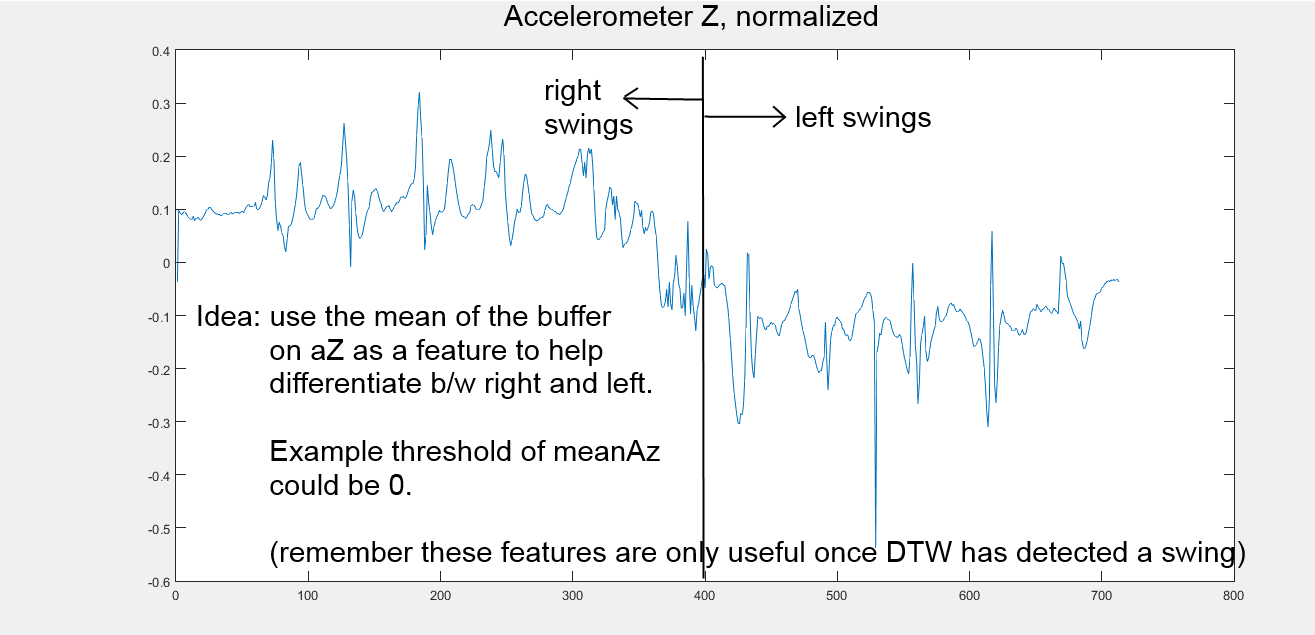 Accelerometer Z, normalized
0.4
0.3
0.2
0.1
0
-0.1
-0.2
-0.3
-0.4
-0.5
-0.6
right
swings
left swings
Idea: use the mean of the buffer
on aZ as a feature to help
differentiate b/w right and left.
Example threshold of meanAz
could be 0.
(remember these features are only useful once DTW has detected a swing)
0 100 200 300 400 500 600 700 800